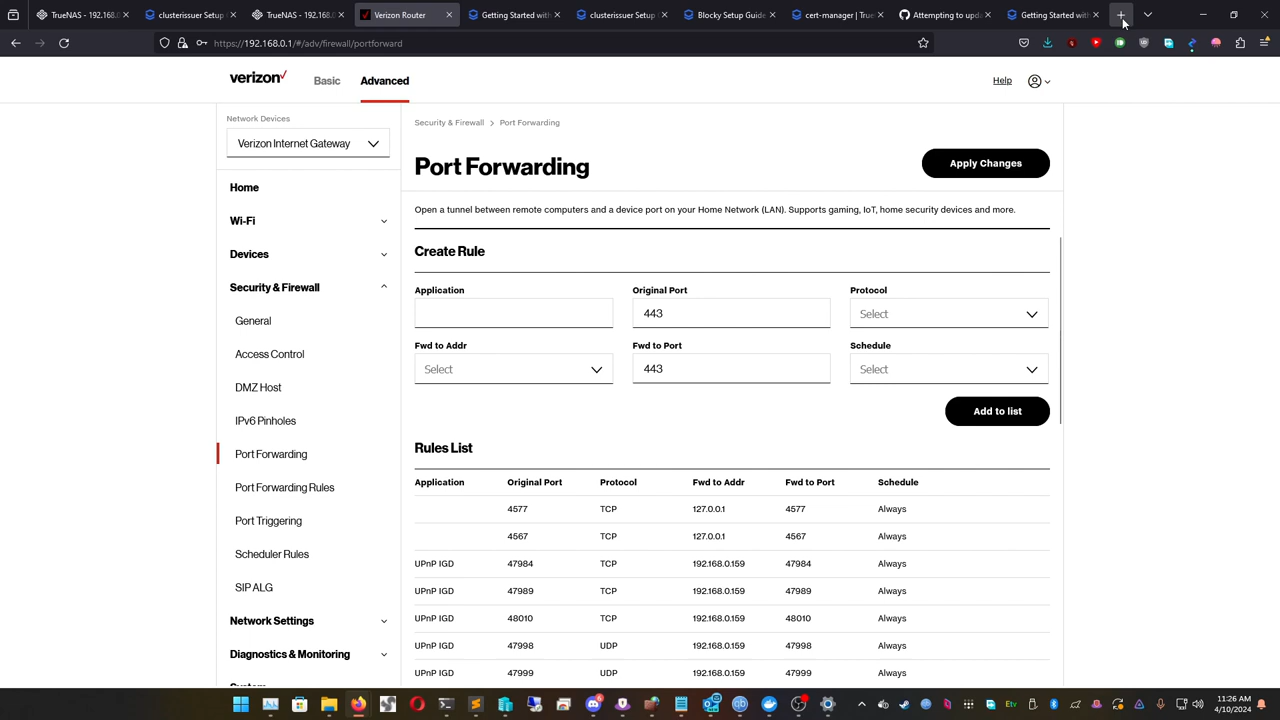 TrueNAS - 192.168.
clusterissuer Setup
TrueNAS - 192.168.0
Verizon Router
Getting Started with
clusterissuer Setup
Blocky Setup Guide
cert-manager | True
Attempting to upda
Getting Started with
https://192.168.0.1/#/adv/firewall/portforward
verizon
Basic
Advanced
Help
Network Devices
Verizon Internet Gateway
Home
Wi-Fi
Devices
Security & Firewall
General
Access Control
DMZ Host
IPv6 Pinholes
Port Forwarding
Port Forwarding Rules
Port Triggering
Scheduler Rules
SIP ALG
Network Settings
Diagnostics & Monitoring
System
Security & Firewall > Port Forwarding
Port Forwarding
Apply Changes
Open a tunnel between remote computers and a device port on your Home Network (LAN). Supports gaming, IoT, home security devices and more.
Create Rule
Application Original Port Protocol
443 Select
Fwd to Addr Fwd to Port Schedule
Select 443 Select
Add to list
Rules List
Application Original Port Protocol Fwd to Addr Fwd to Port Schedule
4577 TCP 127.0.0.1 4577 Always
4567 TCP 127.0.0.1 4567 Always
UPnP IGD 47984 TCP 192.168.0.159 47984 Always
UPnP IGD 47989 TCP 192.168.0.159 47989 Always
UPnP IGD 48010 TCP 192.168.0.159 48010 Always
UPnP IGD 47998 UDP 192.168.0.159 47998 Always
UPnP IGD 47999 UDP 192.168.0.159 47999 Always
11:26 AM
4/10/2024